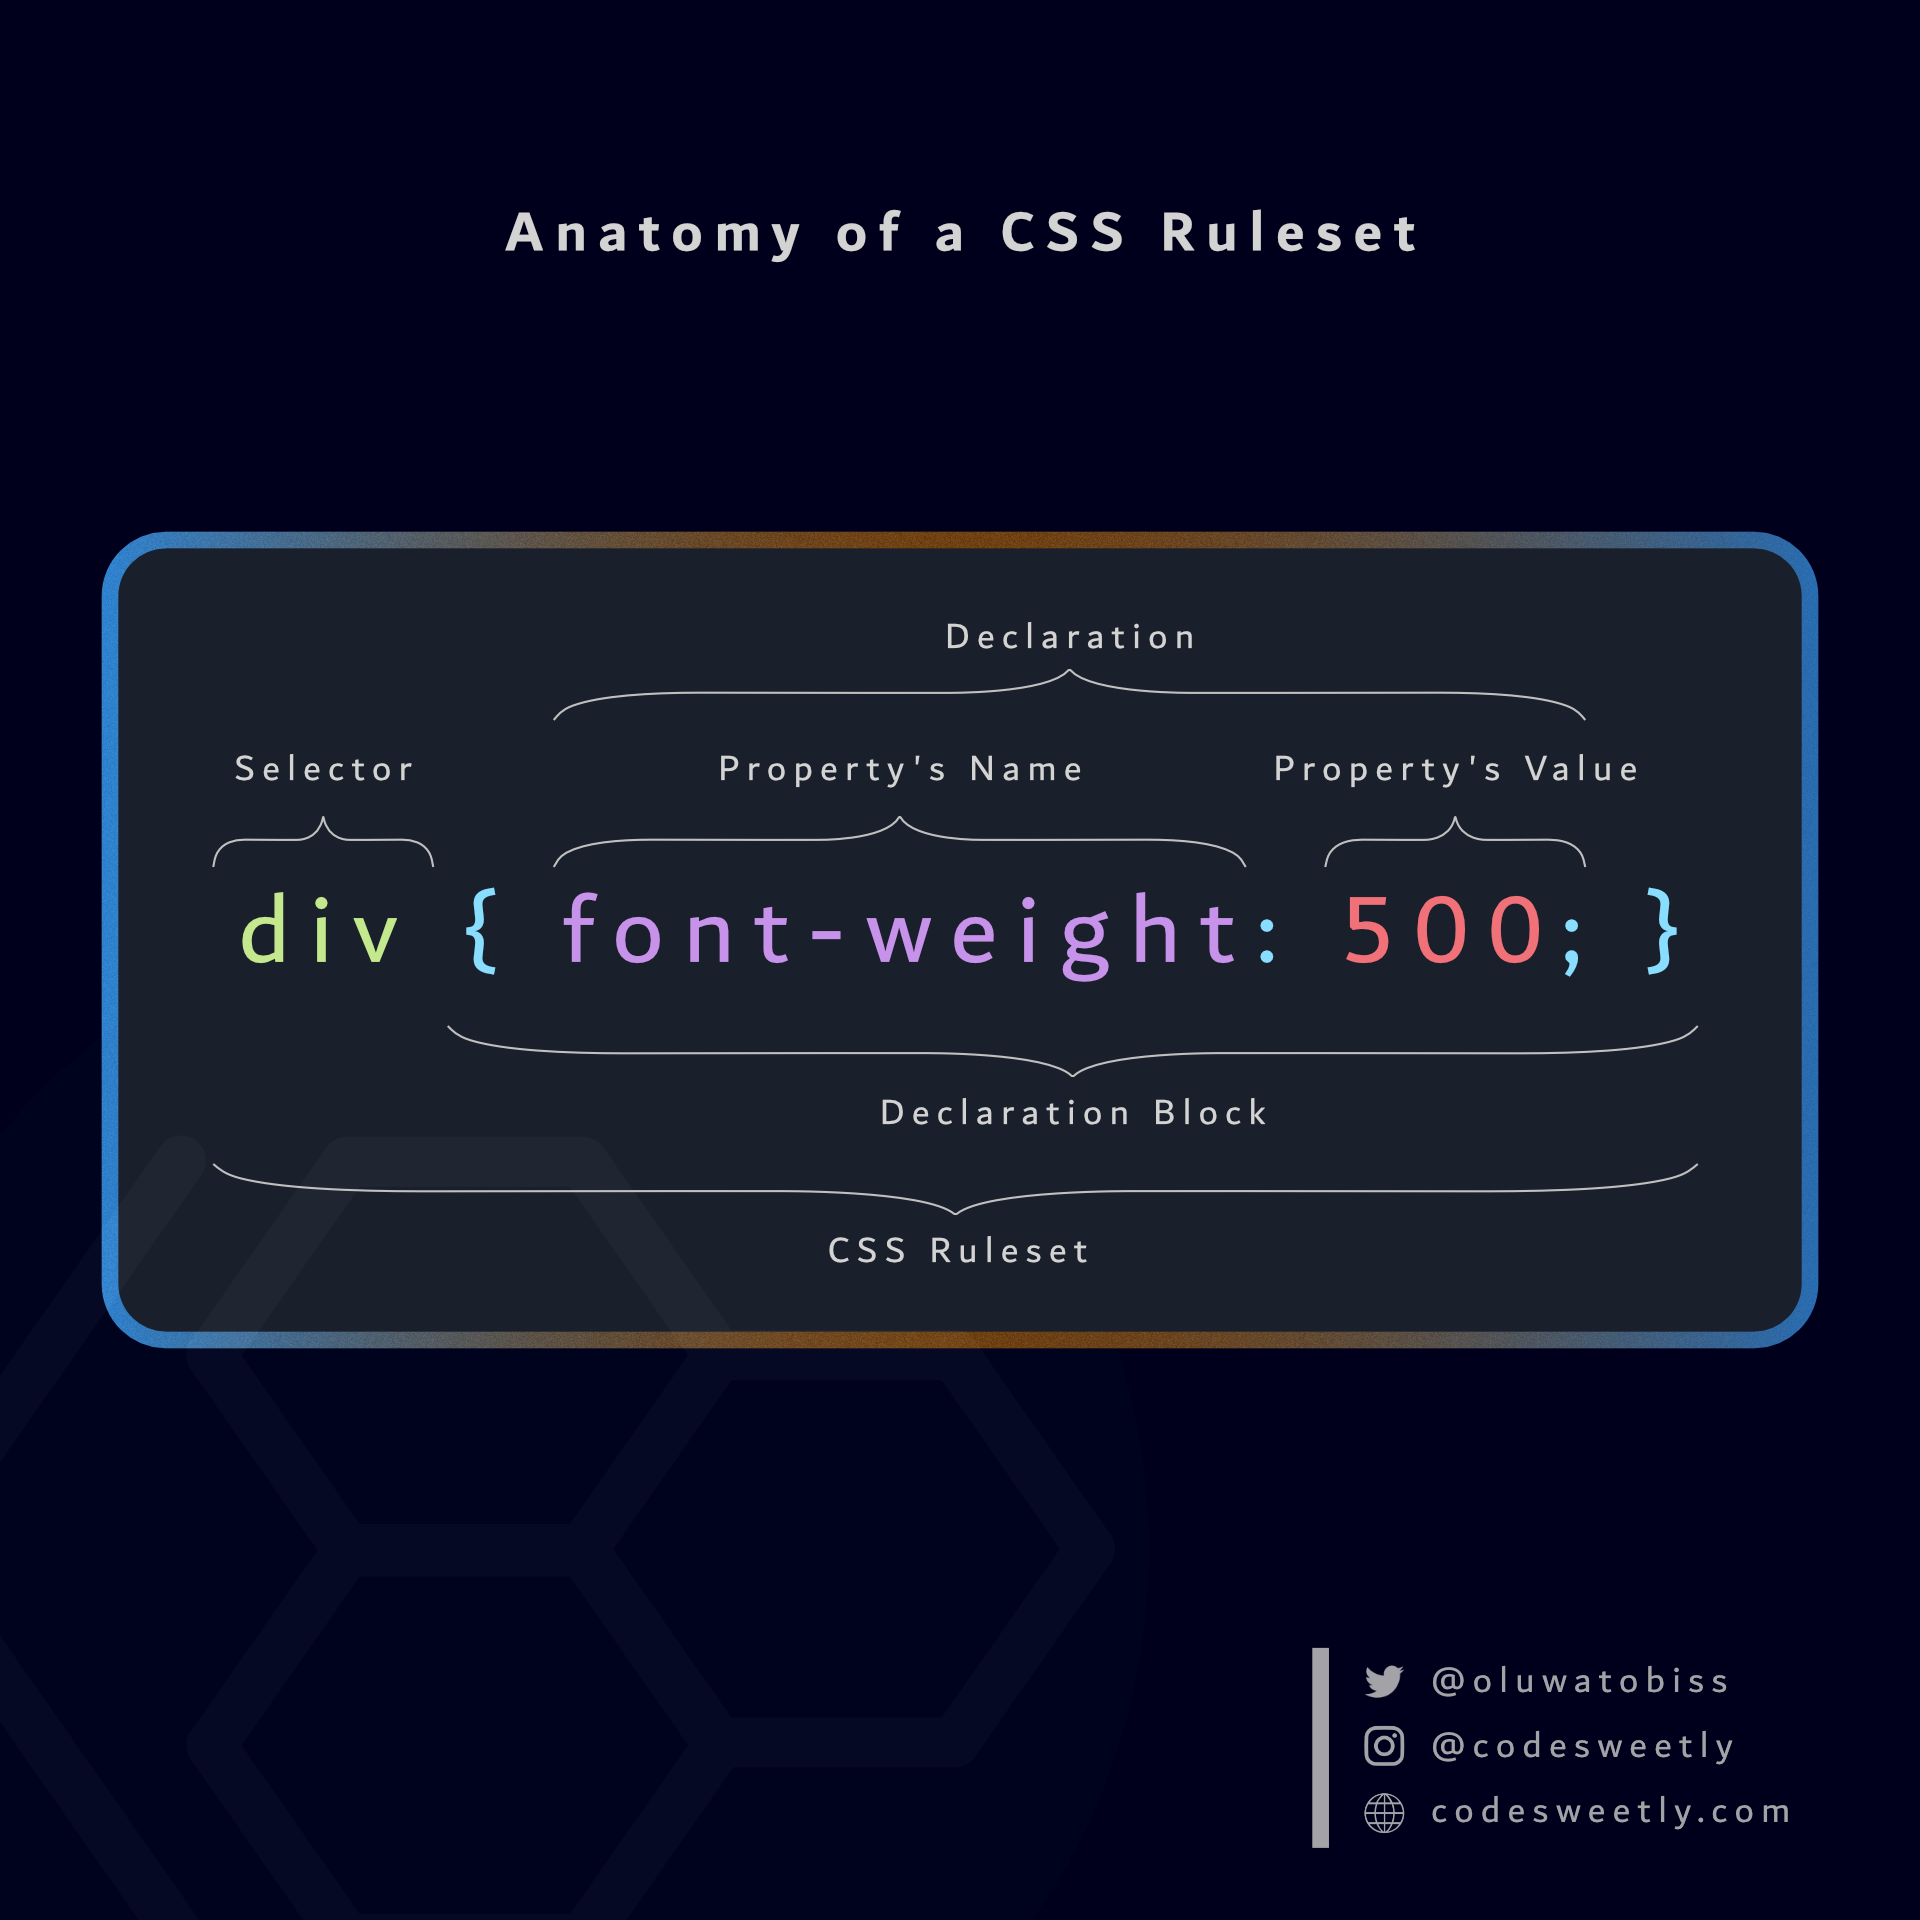 Anatomy of a CSS Ruleset
Declaration
Selector Property's Name Property's Value
div { font-weight: 500; }
Declaration Block
CSS Ruleset
@oluwatobiss
@codesweetly
codesweetly.com